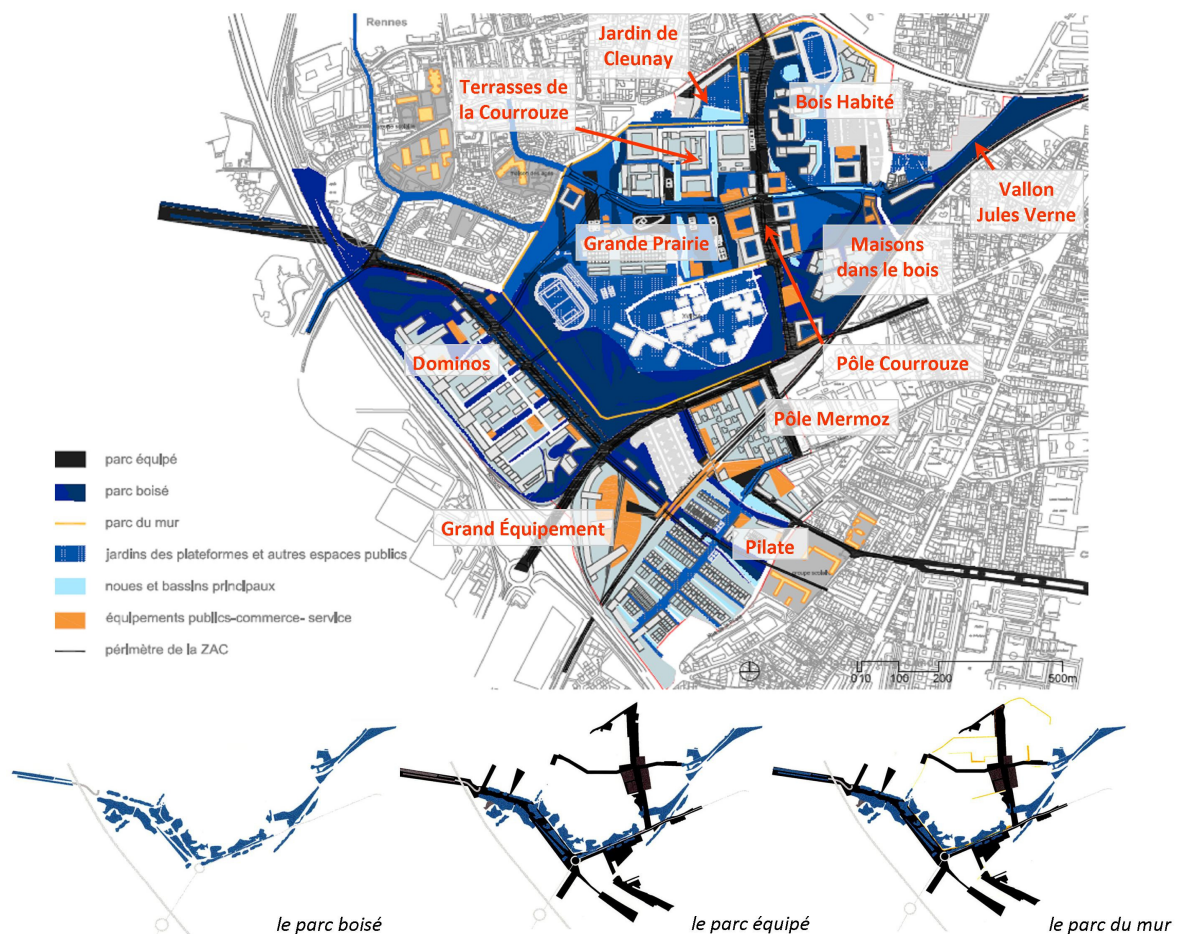 Rennes
Jardin de
Cleunay
Terrasses de
la Courrouze
Bois Habité
Vallon
Jules Verne
Grande Prairie
Maisons
dans le bois
Dominos
Pôle Courrouze
Pôle Mermoz
Grand Équipement
Pilate
groupe scolaire
parc équipé
parc boisé
parc du mur
jardins des plateformes et autres espaces publics
noues et bassins principaux
équipements publics-commerce- service
périmètre de la ZAC
0 10 100 200 500m
le parc boisé
le parc équipé
le parc du mur